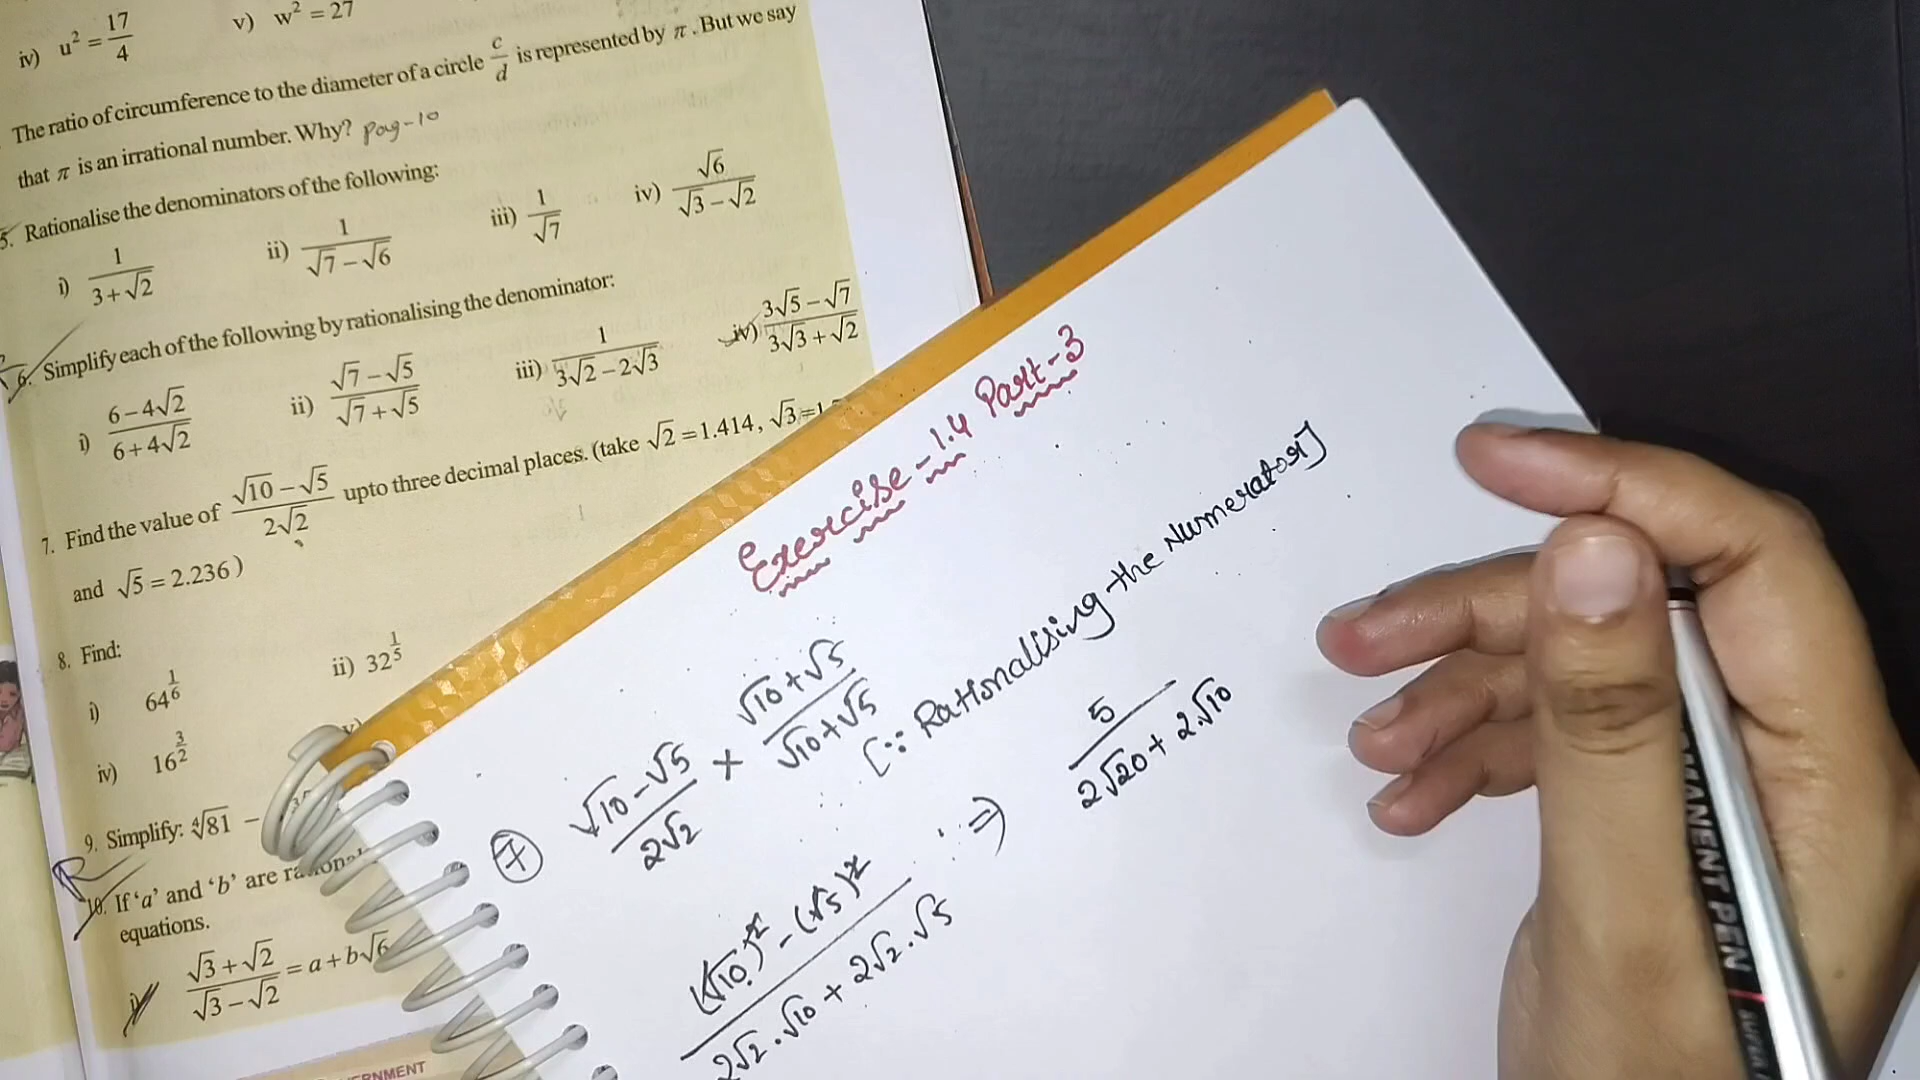 iv) u² = 17/4 v) w² = 27
The ratio of circumference to the diameter of a circle c/d is represented by π. But we say
that π is an irrational number. Why? pag-10
5. Rationalise the denominators of the following:
i) 1/(3+√2) ii) 1/(√7−√6) iii) 1/√7 iv) √6/(√3−√2)
6. Simplify each of the following by rationalising the denominator:
i) (6−4√2)/(6+4√2) ii) (√7−√5)/(√7+√5) iii) 1/(3√2−2√3) iv) (3√5−√7)/(3√3+√2)
7. Find the value of (√10−√5)/(2√2) upto three decimal places. (take √2 = 1.414, √3 = 1.
and √5 = 2.236)
8. Find:
i) 64^(1/6) ii) 32^(1/5)
iv) 16^(3/2) v)
9. Simplify: ⁴√81 −
10. If 'a' and 'b' are rational
equations.
i) (√3+√2)/(√3−√2) = a + b√6
ERNMENT
Exercise - 1.4 Part-3
7 (√10−√5)/(2√2) × (√10+√5)/(√10+√5)
[∵ Rationalising the Numerator]
((√10)² − (√5)²)/(2√2.√10 + 2√2.√5) ⇒ 5/(2√20 + 2.√10)
MANENT PEN